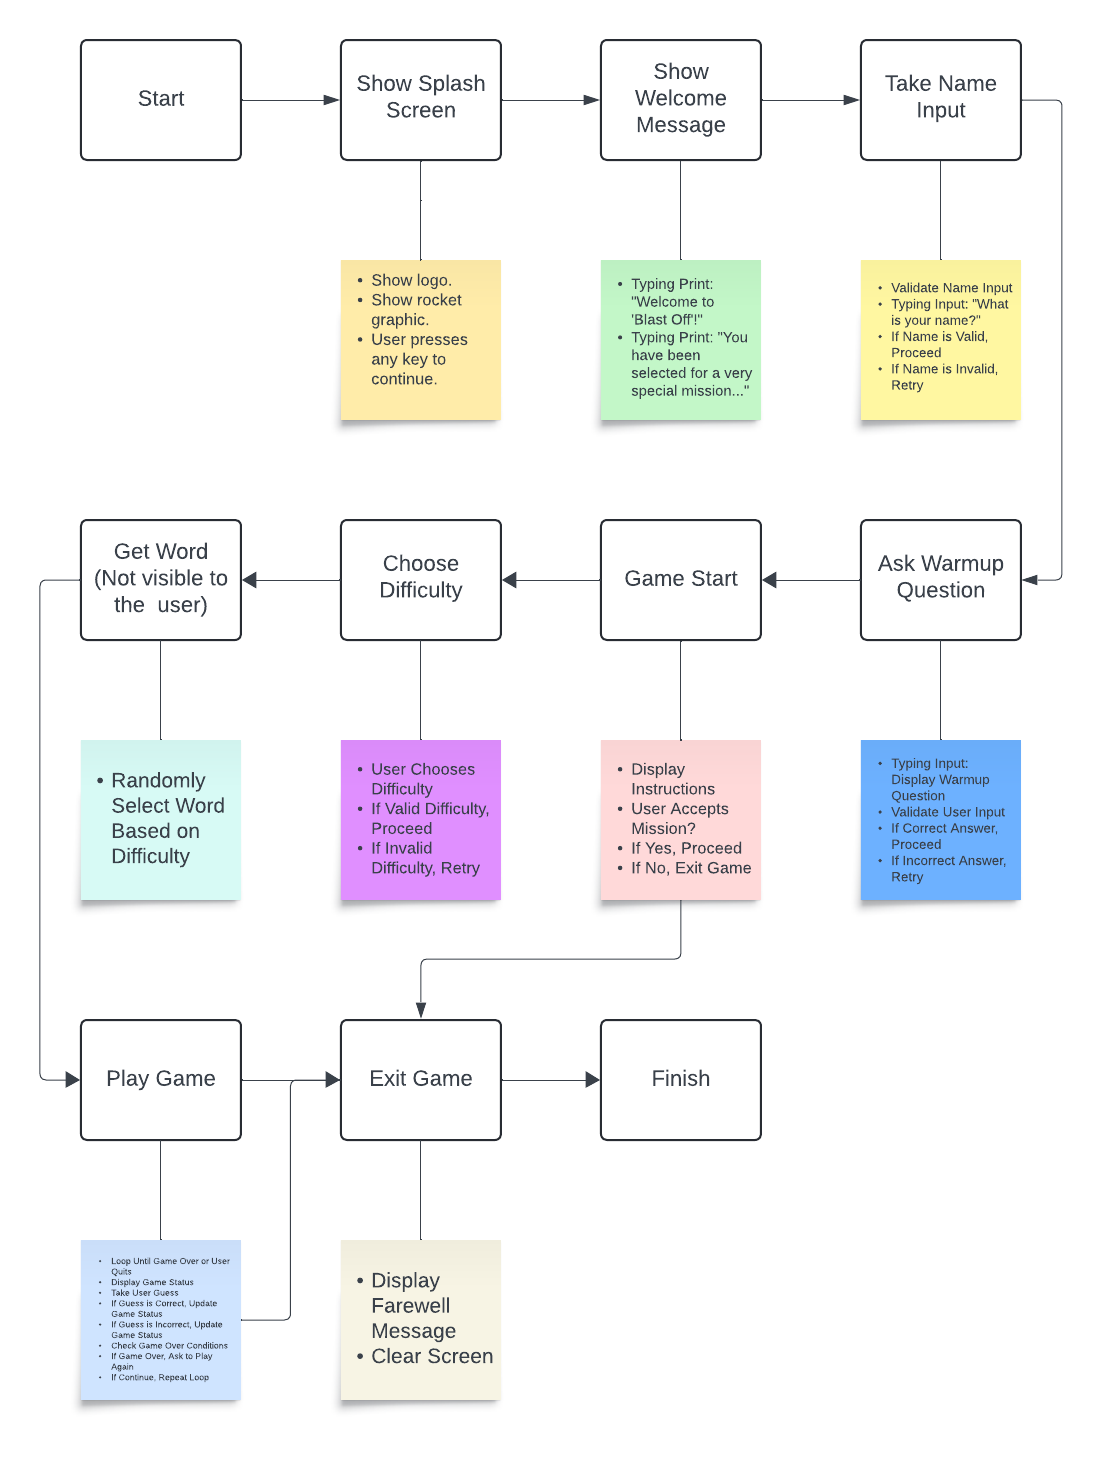 Start
Show Splash
Screen
Show
Welcome
Message
Take Name
Input
• Show logo.
• Show rocket
graphic.
• User presses
any key to
continue.
• Typing Print:
"Welcome to
'Blast Off'!"
• Typing Print: "You
have been
selected for a very
special mission..."
• Validate Name Input
• Typing Input: "What
is your name?"
• If Name is Valid,
Proceed
• If Name is Invalid,
Retry
Get Word
(Not visible to
the  user)
Choose
Difficulty
Game Start
Ask Warmup
Question
• Randomly
Select Word
Based on
Difficulty
• User Chooses
Difficulty
• If Valid Difficulty,
Proceed
• If Invalid
Difficulty, Retry
• Display
Instructions
• User Accepts
Mission?
• If Yes, Proceed
• If No, Exit Game
• Typing Input:
Display Warmup
Question
• Validate User Input
• If Correct Answer,
Proceed
• If Incorrect Answer,
Retry
Play Game
Exit Game
Finish
• Loop Until Game Over or User
Quits
• Display Game Status
• Take User Guess
• If Guess is Correct, Update
Game Status
• If Guess is Incorrect, Update
Game Status
• Check Game Over Conditions
• If Game Over, Ask to Play
Again
• If Continue, Repeat Loop
• Display
Farewell
Message
• Clear Screen